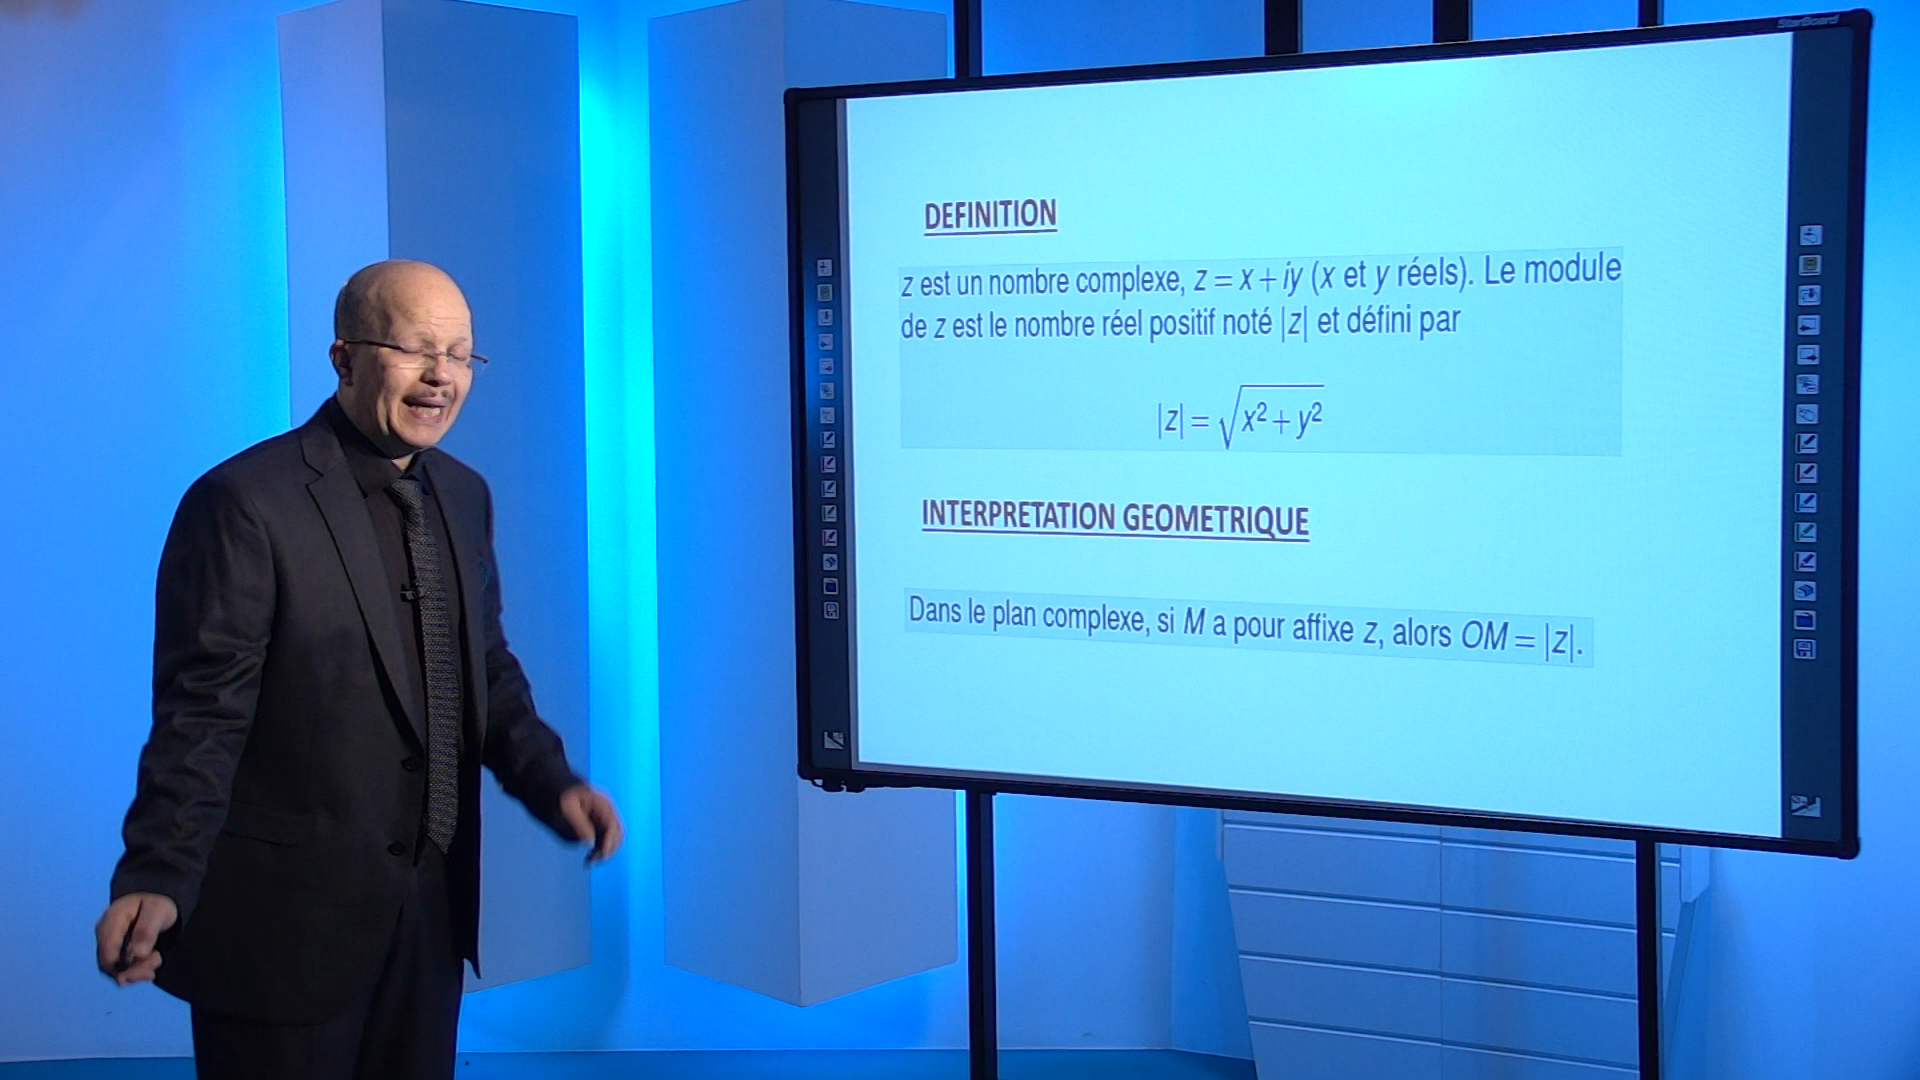 StarBoard
DEFINITION
z est un nombre complexe, z = x + iy (x et y réels). Le module
de z est le nombre réel positif noté |z| et défini par
|z| = √x² + y²
INTERPRETATION GEOMETRIQUE
Dans le plan complexe, si M a pour affixe z, alors OM = |z|.